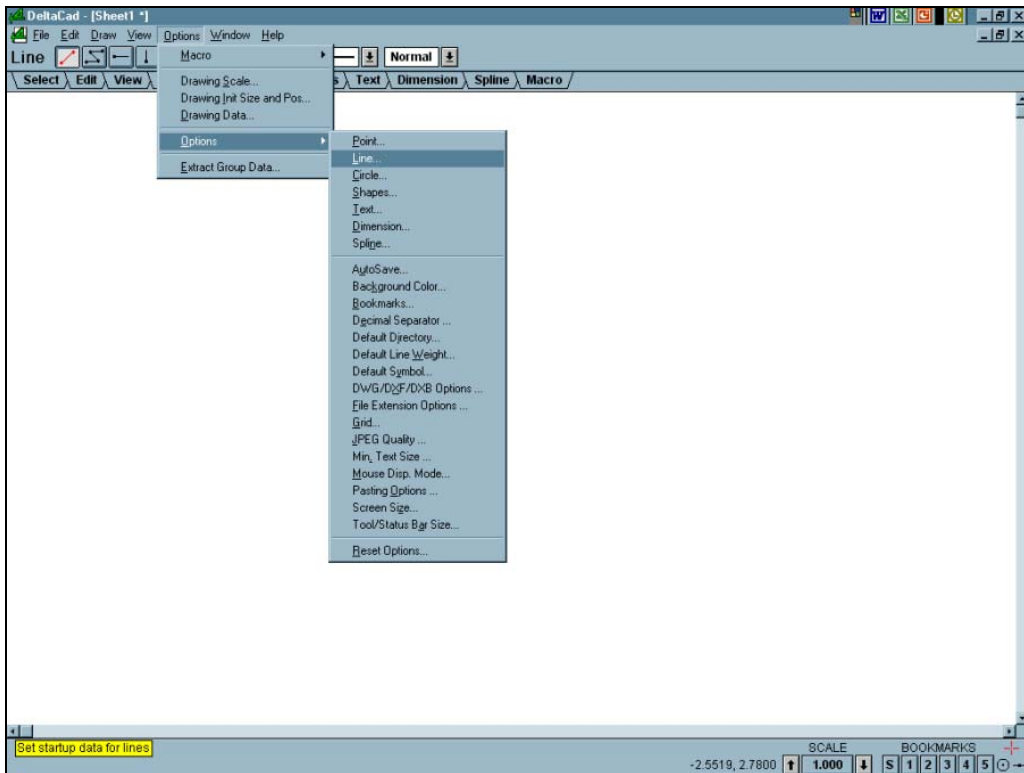 DeltaCad - [Sheet1 *]
File Edit Draw View Options Window Help
Line Normal
Select Edit View s Text Dimension Spline Macro
Macro
Drawing Scale...
Drawing Init Size and Pos...
Drawing Data...
Options
Extract Group Data...
Point...
Line...
Circle...
Shapes...
Text...
Dimension...
Spline...
AutoSave...
Background Color...
Bookmarks...
Decimal Separator ...
Default Directory...
Default Line Weight...
Default Symbol...
DWG/DXF/DXB Options ...
File Extension Options ...
Grid...
JPEG Quality ...
Min. Text Size ...
Mouse Disp. Mode...
Pasting Options ...
Screen Size...
Tool/Status Bar Size...
Reset Options...
Set startup data for lines
SCALE BOOKMARKS
-2.5519, 2.7800 1.000 S 1 2 3 4 5